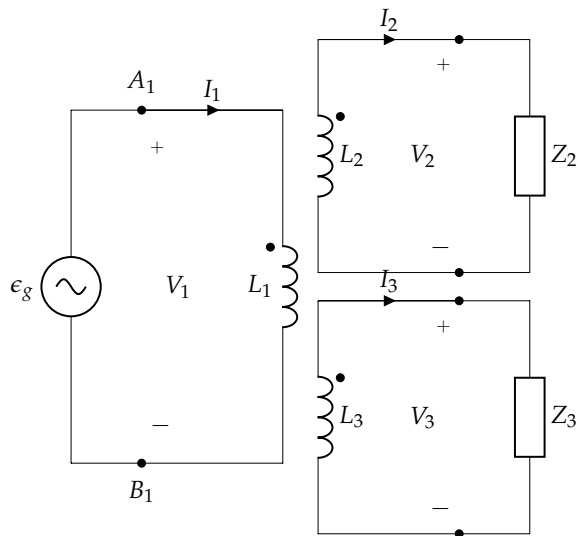 I₂
+
A₁
I₁
+
L₂
V₂
Z₂
−
ϵg
V₁
L₁
I₃
+
L₃
V₃
Z₃
−
B₁
−